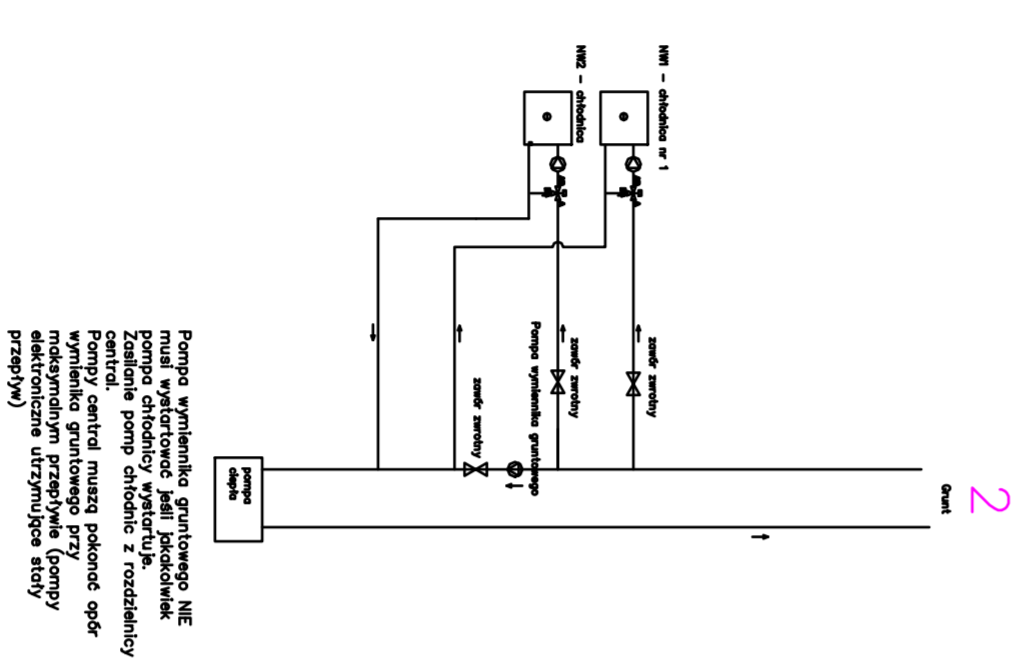 2
Grunt
NW1 - chłodnica nr 1
zawór zwrotny
NW2 - chłodnica
zawór zwrotny
Pompa wymiennika gruntowego
zawór zwrotny
pompa
ciepła
Pompa wymiennika gruntowego NIE
musi wystartować jeśli jakakolwiek
pompa chłodnicy wystartuje.
Zasilanie pomp chłodnic z rozdzielnicy
central.
Pompy central muszą pokonać opór
wymienika gruntowego przy
maksymalnym przepływie (pompy
elektroniczne utrzymujące stały
przepływ)